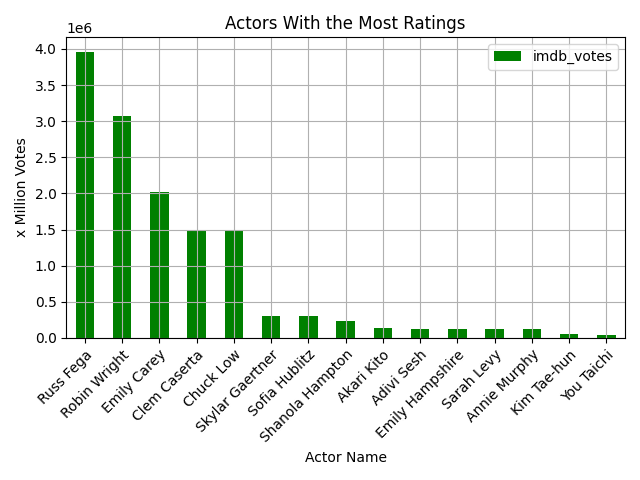 Actors With the Most Ratings
1e6
imdb_votes
4.0
3.5
3.0
2.5
2.0
1.5
1.0
0.5
0.0
x Million Votes
Russ Fega
Robin Wright
Emily Carey
Clem Caserta
Chuck Low
Skylar Gaertner
Sofia Hublitz
Shanola Hampton
Akari Kito
Adivi Sesh
Emily Hampshire
Sarah Levy
Annie Murphy
Kim Tae-hun
You Taichi
Actor Name